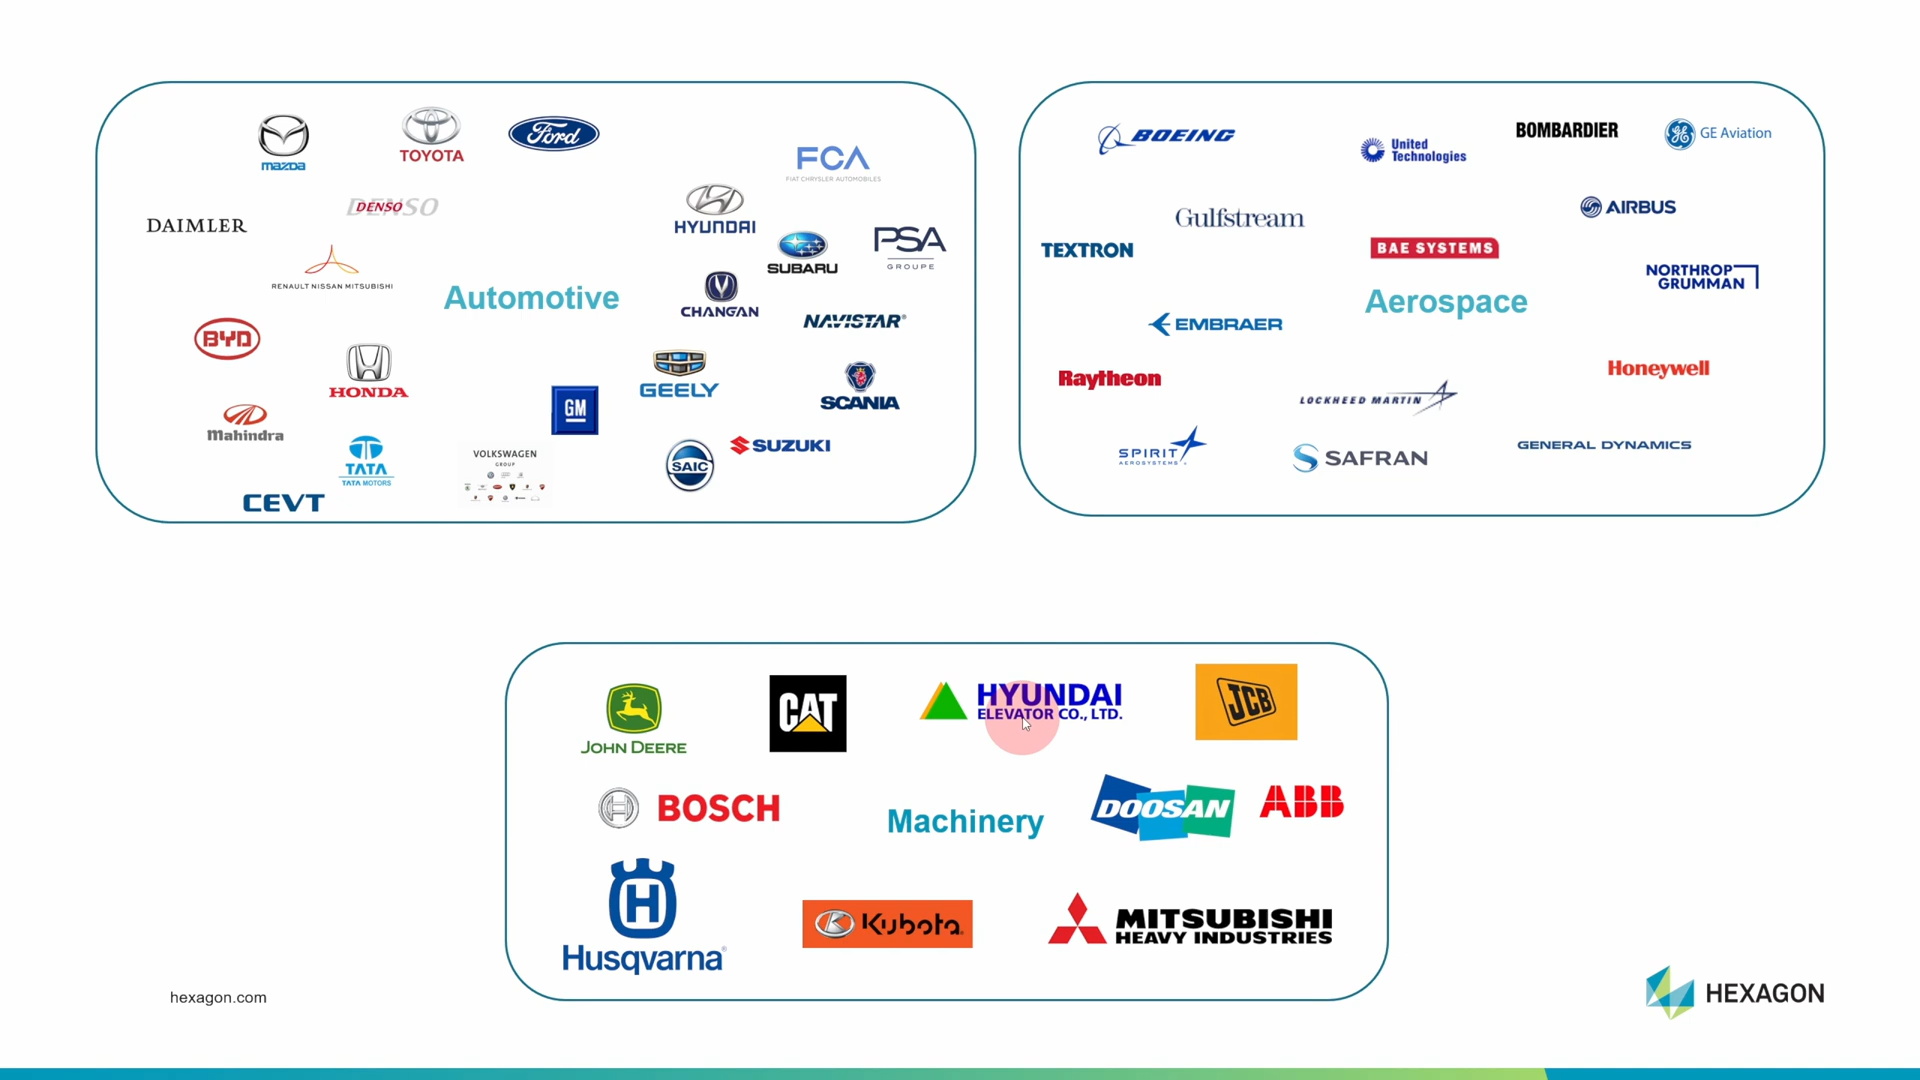 mazda
TOYOTA
Ford
FCA
FIAT CHRYSLER AUTOMOBILES
DAIMLER
DENSO
DENSO
HYUNDAI
SUBARU
PSA
GROUPE
RENAULT NISSAN MITSUBISHI
Automotive
CHANGAN
NAVISTAR®
BYD
HONDA
GM
GEELY
SCANIA
Mahindra
TATA
TATA MOTORS
VOLKSWAGEN
GROUP
SAIC
SUZUKI
CEVT
BOEING
United
Technologies
BOMBARDIER
GE Aviation
Gulfstream
AIRBUS
TEXTRON
BAE SYSTEMS
NORTHROP
GRUMMAN
Aerospace
EMBRAER
Raytheon
Honeywell
LOCKHEED MARTIN
SPIRIT
AEROSYSTEMS
SAFRAN
GENERAL DYNAMICS
JOHN DEERE
CAT
HYUNDAI
ELEVATOR CO., LTD.
JCB
BOSCH
Machinery
DOOSAN
ABB
H
Husqvarna®
Kubota
MITSUBISHI
HEAVY INDUSTRIES
hexagon.com
HEXAGON